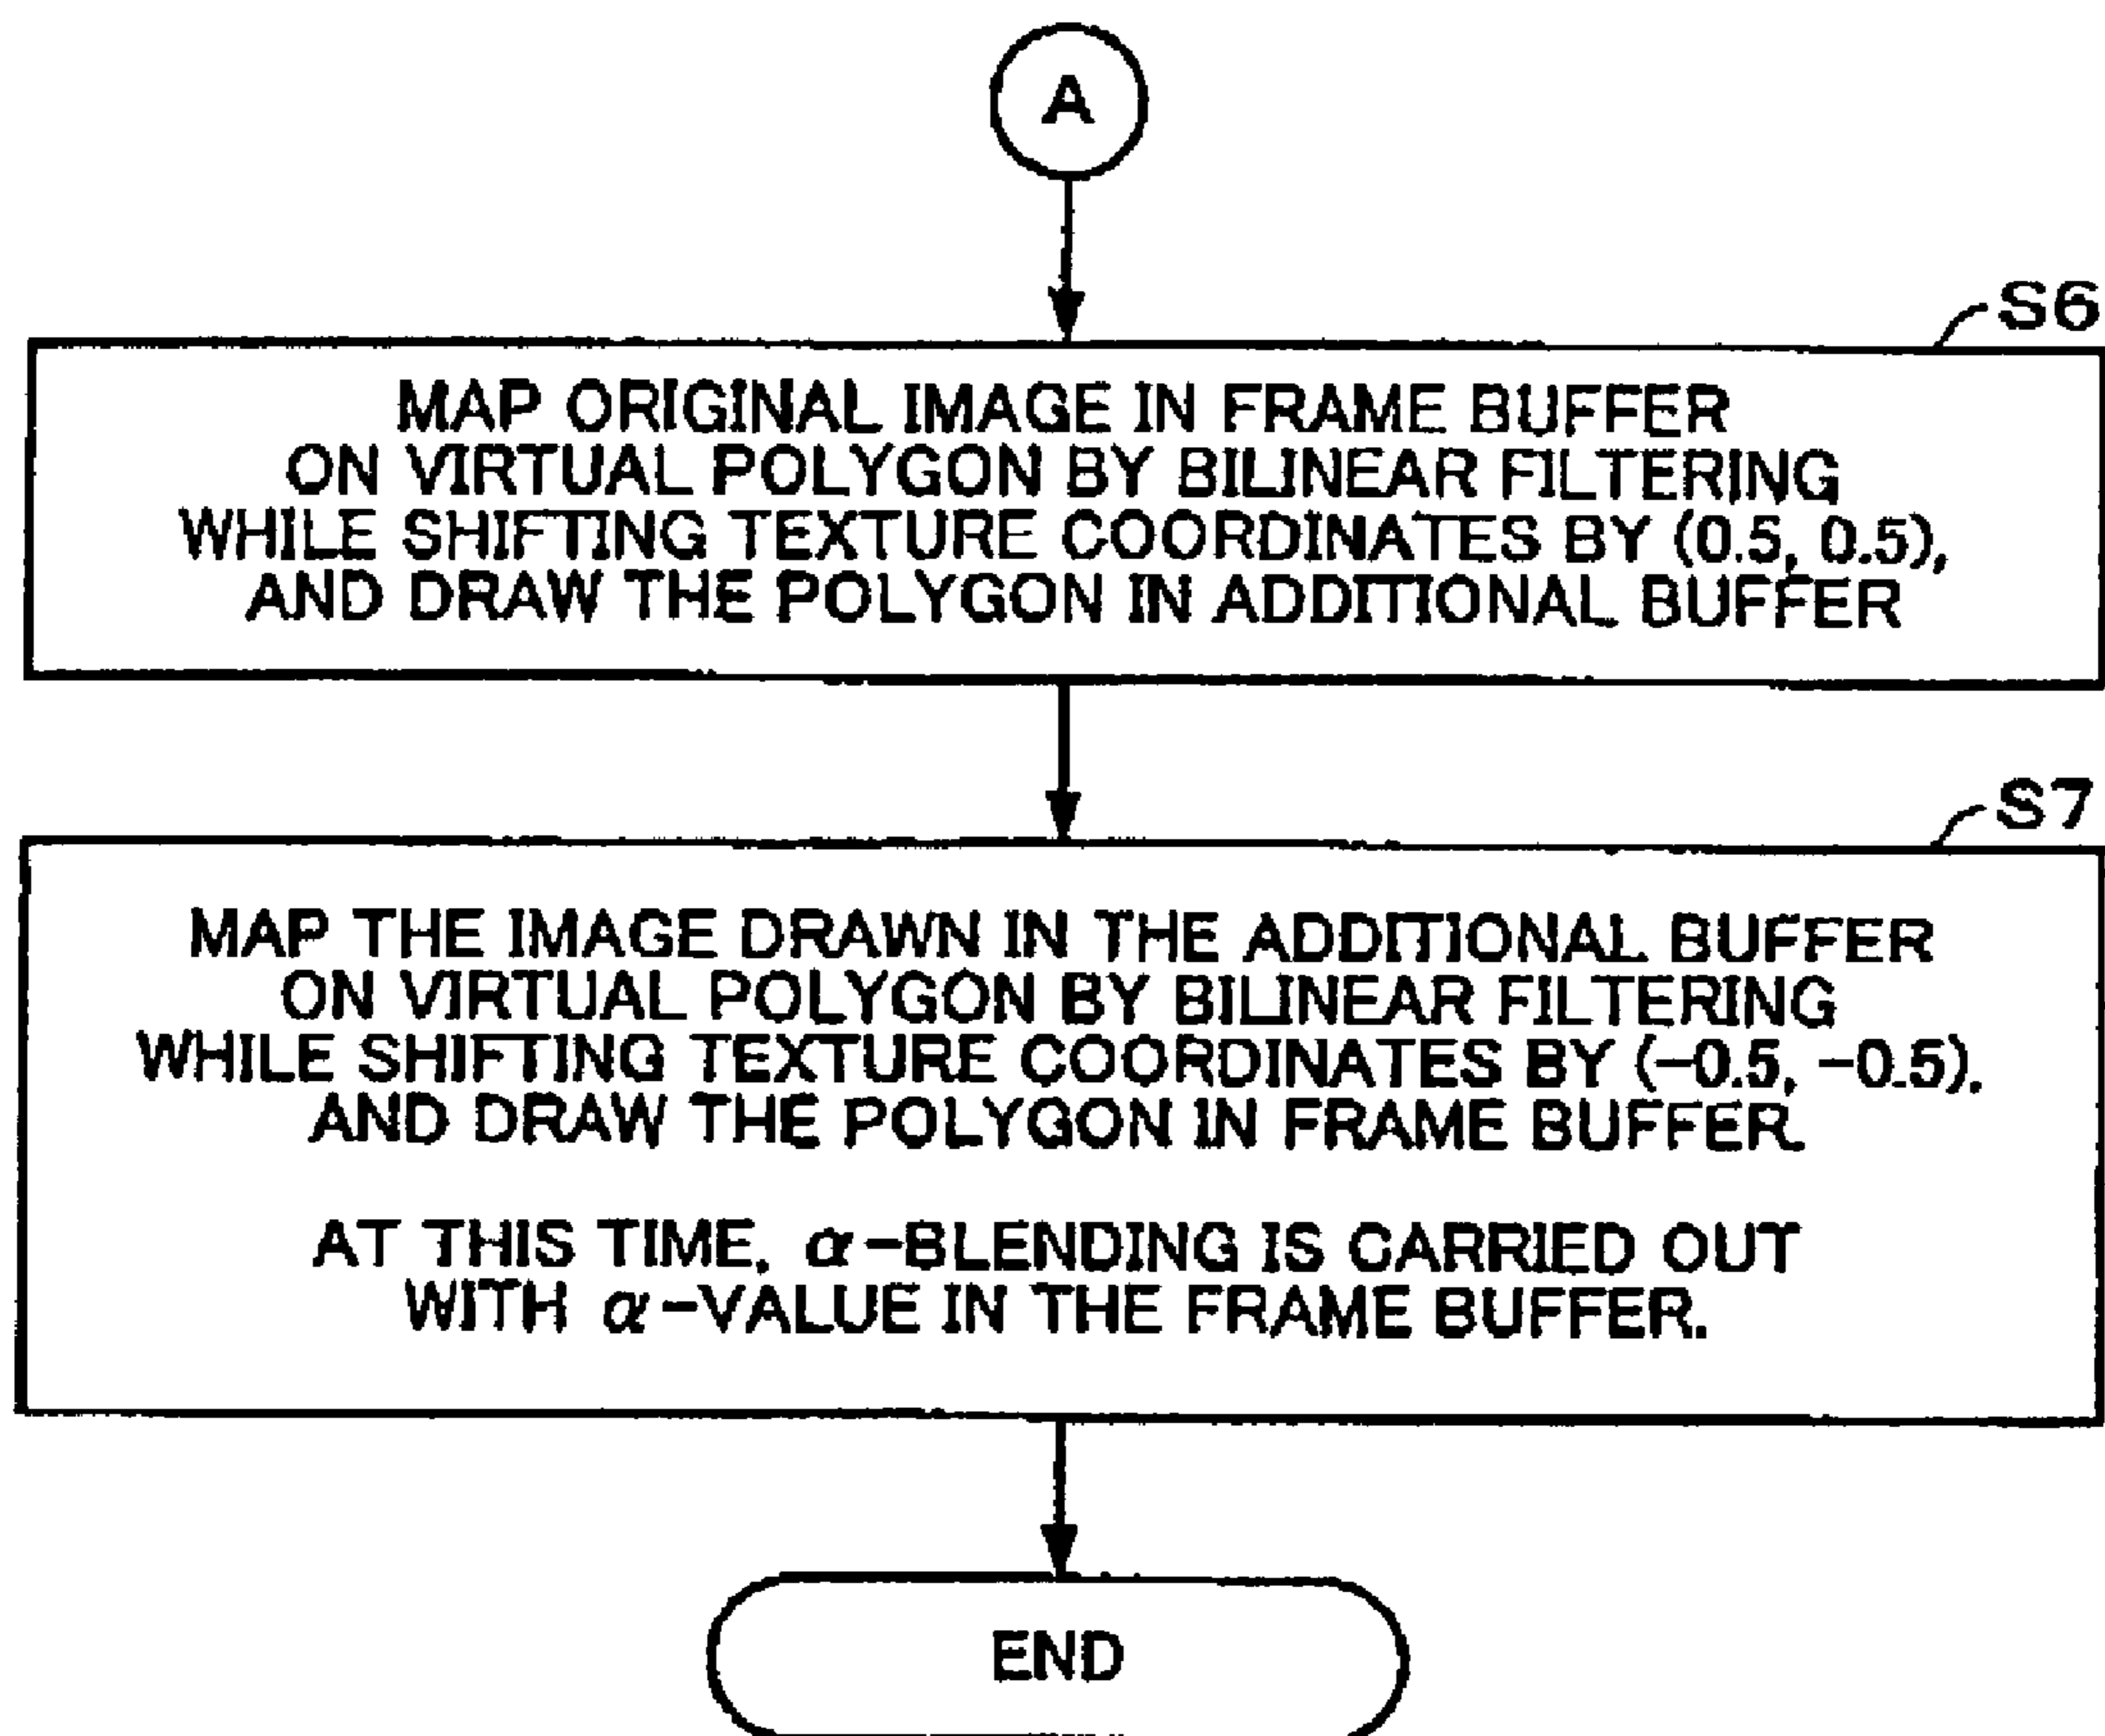 A
S6
MAP ORIGINAL IMAGE IN FRAME BUFFER
ON VIRTUAL POLYGON BY BILINEAR FILTERING
WHILE SHIFTING TEXTURE COORDINATES BY (0.5, 0.5),
AND DRAW THE POLYGON IN ADDITIONAL BUFFER
S7
MAP THE IMAGE DRAWN IN THE ADDITIONAL BUFFER
ON VIRTUAL POLYGON BY BILINEAR FILTERING
WHILE SHIFTING TEXTURE COORDINATES BY (−0.5, −0.5),
AND DRAW THE POLYGON IN FRAME BUFFER.
AT THIS TIME, α−BLENDING IS CARRIED OUT
WITH α−VALUE IN THE FRAME BUFFER.
END